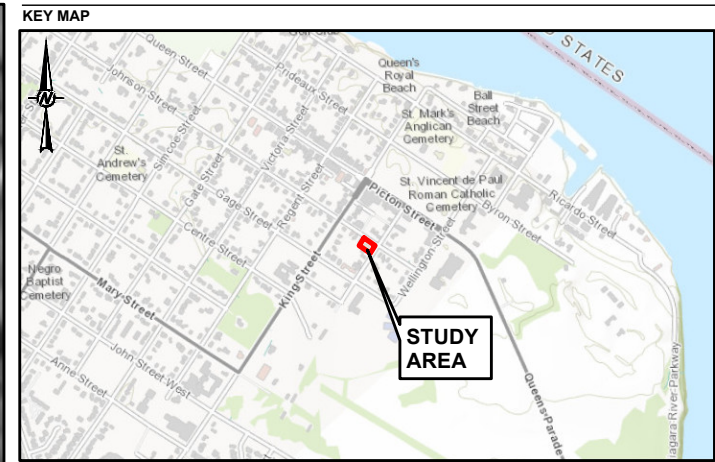 KEY MAP
N
STATES
Queen Street
Johnson Street
Prideaux Street
Queen's
Royal
Beach
Ball
Street
Beach
St. Mark's
Anglican
Cemetery
Simcoe Street
Victoria Street
St.
Andrew's
Cemetery
Gate Street
Regent Street
Gage Street
Picton Street
St. Vincent de Paul
Roman Catholic
Cemetery
Ricardo Street
Byron Street
Centre Street
King Street
Wellington Street
Negro
Baptist
Cemetery
Mary Street
STUDY
AREA
John Street West
Anne Street
Queens Parade
Niagara River Parkway